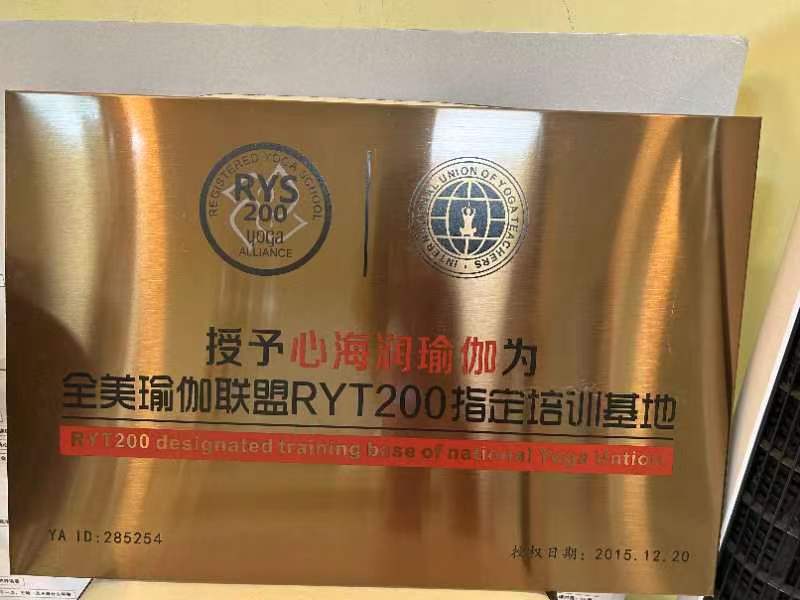 REGISTERED YOGA SCHOOL
RYS
200
yoga
ALLIANCE
INTERNATIONAL UNION OF YOGA TEACHERS
授予心海润瑜伽为
全美瑜伽联盟RYT200指定培训基地
RYT200 designated training base of national Yoga Untion
YA ID:285254
授权日期: 2015.12.20